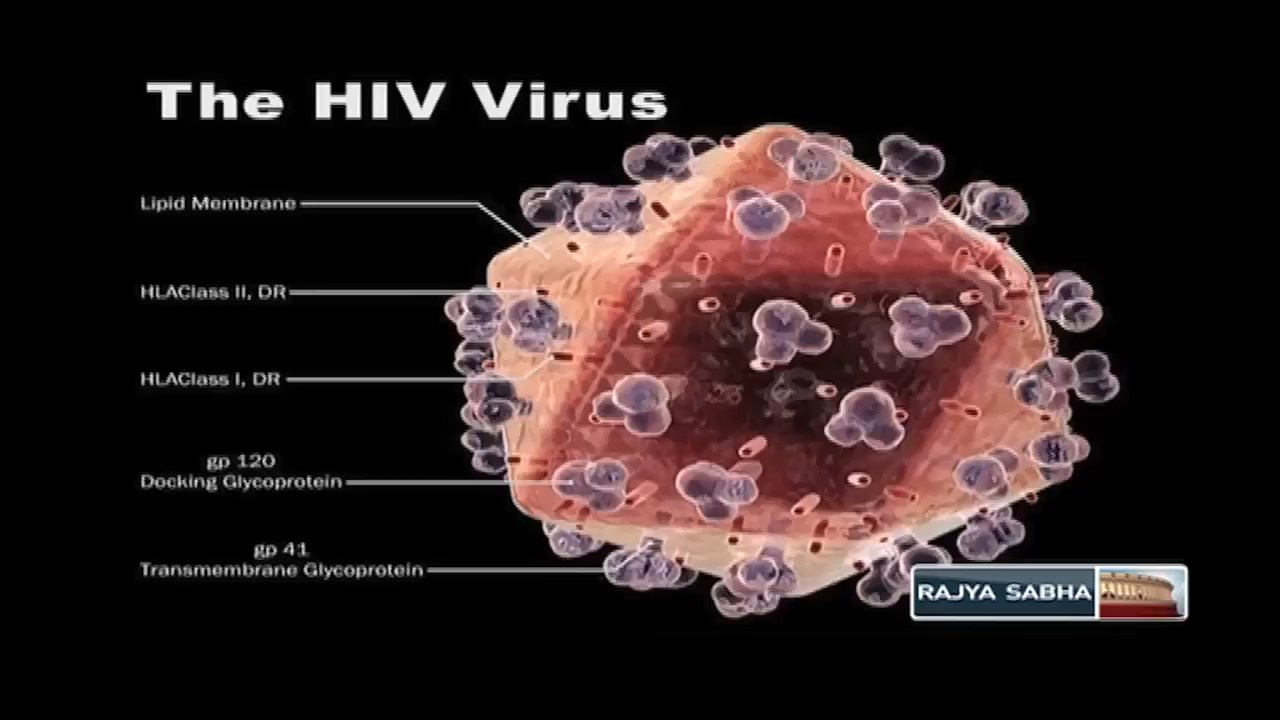 The HIV Virus
Lipid Membrane
HLAClass II, DR
HLAClass I, DR
gp 120
Docking Glycoprotein
gp 41
Transmembrane Glycoprotein
RAJYA SABHA